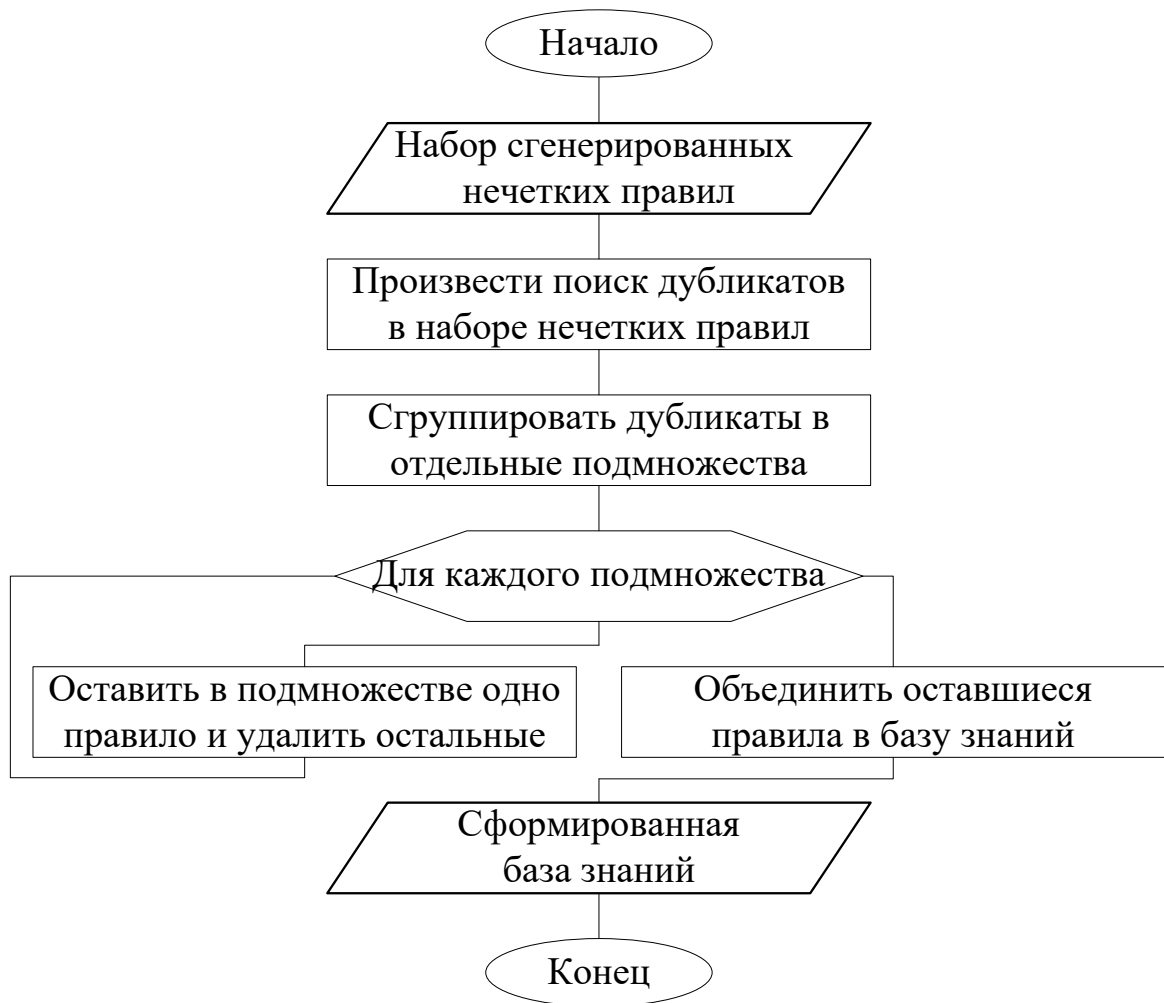 Начало
Набор сгенерированных
нечетких правил
Произвести поиск дубликатов
в наборе нечетких правил
Сгруппировать дубликаты в
отдельные подмножества
Для каждого подмножества
Оставить в подмножестве одно
правило и удалить остальные
Объединить оставшиеся
правила в базу знаний
Сформированная
база знаний
Конец